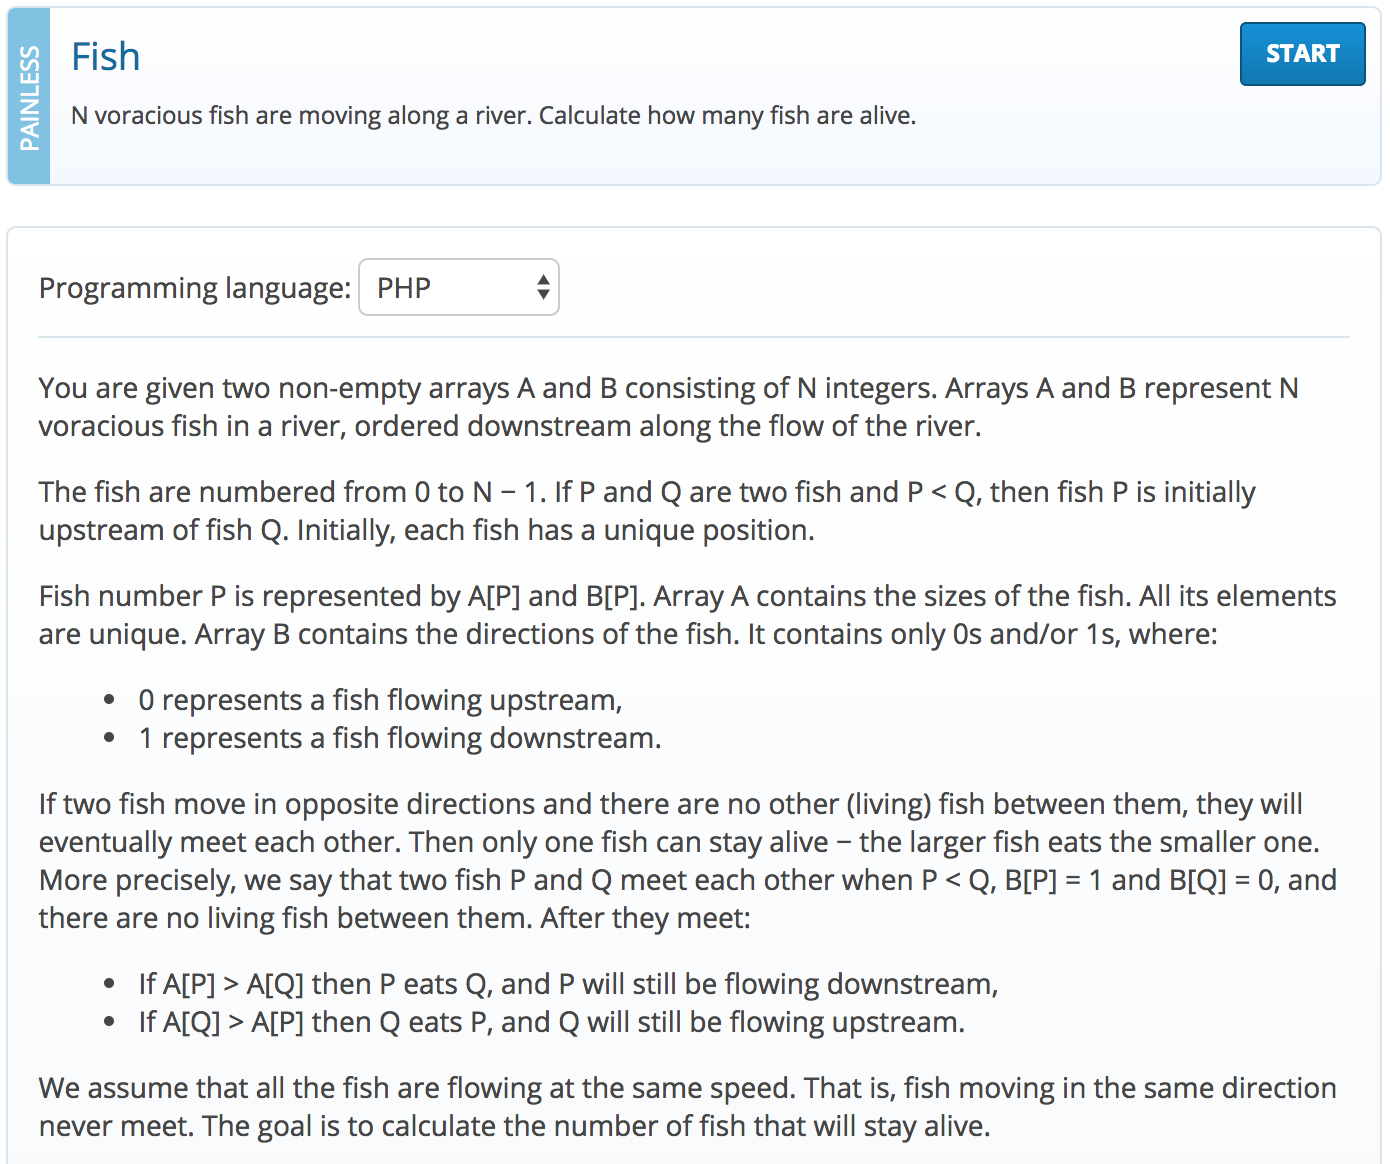 PAINLESS
Fish
START
N voracious fish are moving along a river. Calculate how many fish are alive.
Programming language: PHP
You are given two non-empty arrays A and B consisting of N integers. Arrays A and B represent N
voracious fish in a river, ordered downstream along the flow of the river.
The fish are numbered from 0 to N − 1. If P and Q are two fish and P < Q, then fish P is initially
upstream of fish Q. Initially, each fish has a unique position.
Fish number P is represented by A[P] and B[P]. Array A contains the sizes of the fish. All its elements
are unique. Array B contains the directions of the fish. It contains only 0s and/or 1s, where:
• 0 represents a fish flowing upstream,
• 1 represents a fish flowing downstream.
If two fish move in opposite directions and there are no other (living) fish between them, they will
eventually meet each other. Then only one fish can stay alive − the larger fish eats the smaller one.
More precisely, we say that two fish P and Q meet each other when P < Q, B[P] = 1 and B[Q] = 0, and
there are no living fish between them. After they meet:
• If A[P] > A[Q] then P eats Q, and P will still be flowing downstream,
• If A[Q] > A[P] then Q eats P, and Q will still be flowing upstream.
We assume that all the fish are flowing at the same speed. That is, fish moving in the same direction
never meet. The goal is to calculate the number of fish that will stay alive.